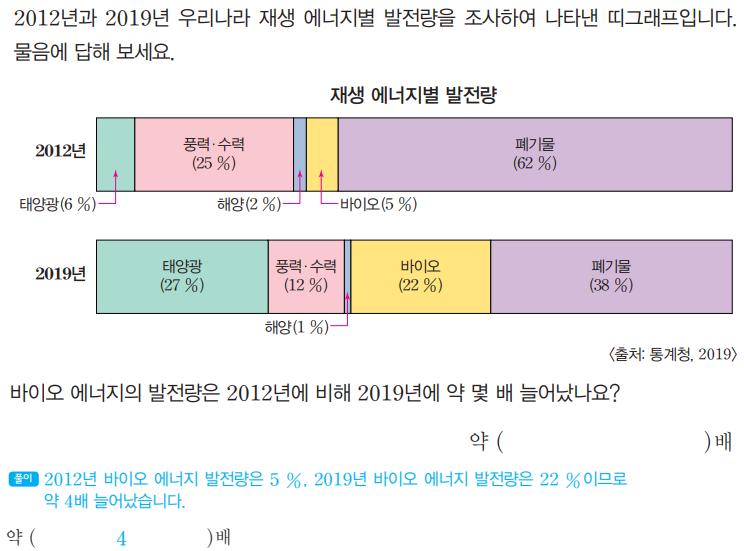 2012년과 2019년 우리나라 재생 에너지별 발전량을 조사하여 나타낸 띠그래프입니다.
물음에 답해 보세요.
재생 에너지별 발전량
2012년
풍력·수력
(25 %)
폐기물
(62 %)
태양광(6 %)
해양(2 %)
바이오(5 %)
2019년
태양광
(27 %)
풍력·수력
(12 %)
바이오
(22 %)
폐기물
(38 %)
해양(1 %)
〈출처: 통계청, 2019〉
바이오 에너지의 발전량은 2012년에 비해 2019년에 약 몇 배 늘어났나요?
약 ( )배
풀이 2012년 바이오 에너지 발전량은 5 %, 2019년 바이오 에너지 발전량은 22 %이므로
약 4배 늘어났습니다.
약 ( 4 )배